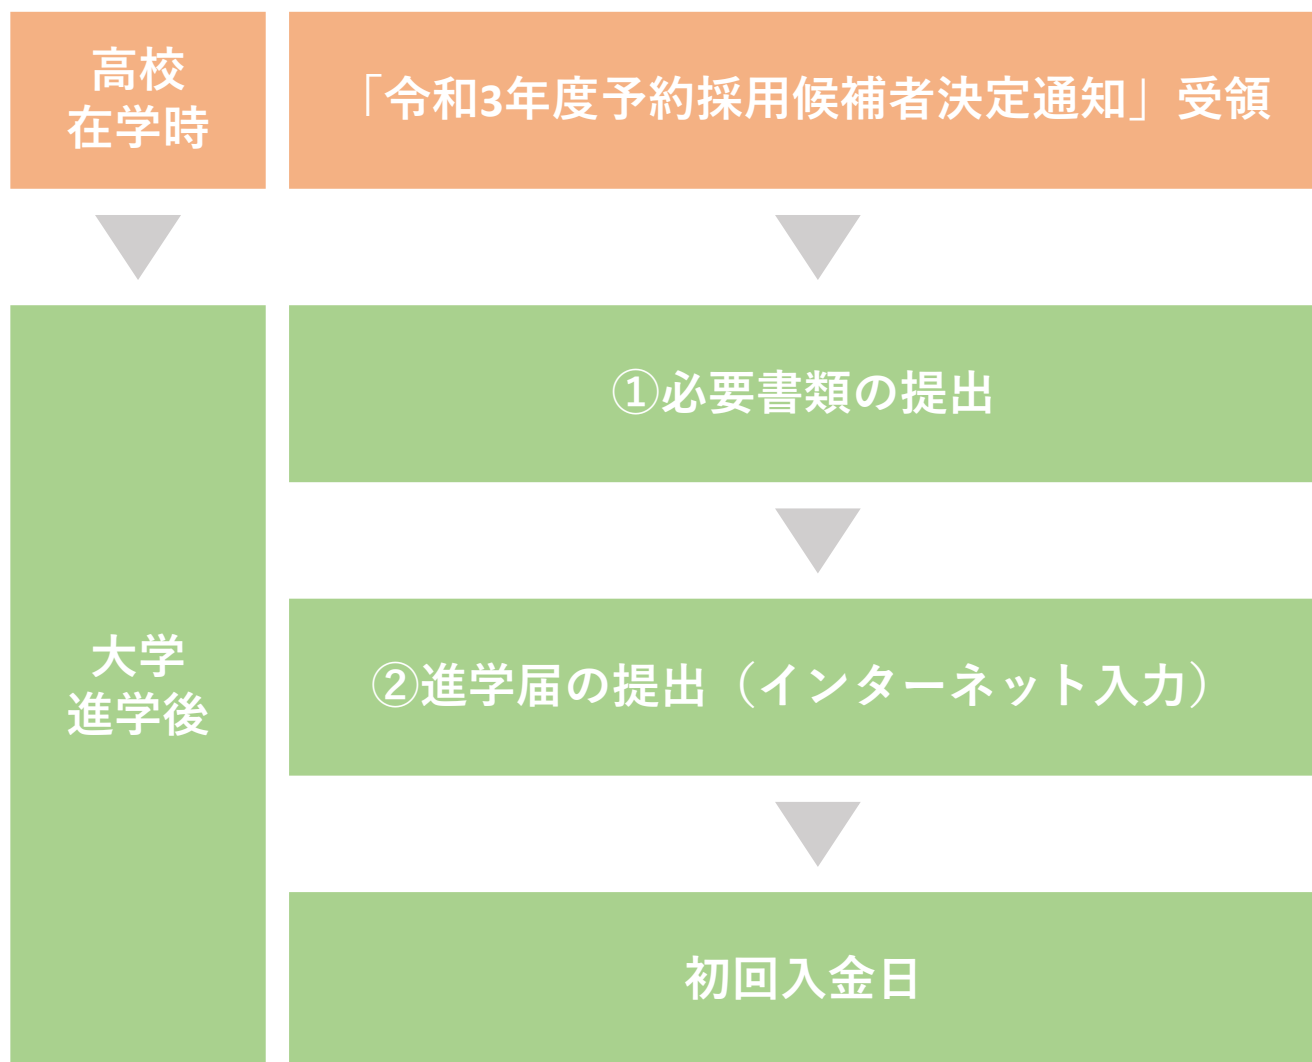 高校
在学時
「令和3年度予約採用候補者決定通知」受領
①必要書類の提出
大学
進学後
②進学届の提出（インターネット入力）
初回入金日